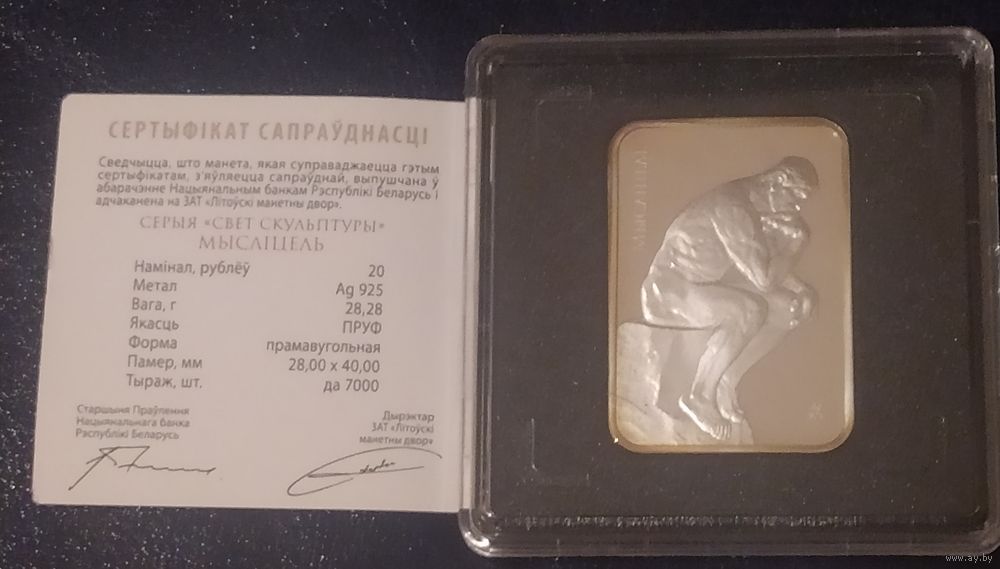 СЕРТЫФІКАТ САПРАЎДНАСЦІ
Сведчыцца, што манета, якая суправаджаецца гэтым
сертыфікатам, з'яўляецца сапраўднай, выпушчана ў
абарачэнне Нацыянальным банкам Рэспублікі Беларусь і
адчаканена на ЗАТ «Літоўскі манетны двор».
СЕРЫЯ «СВЕТ СКУЛЬПТУРЫ»
МЫСЛІЦЕЛЬ
Намінал, рублёў 20
Метал Ag 925
Вага, г 28,28
Якасць ПРУФ
Форма прамавугольная
Памер, мм 28,00 x 40,00
Тыраж, шт. да 7000
Старшыня Праўлення
Нацыянальнага банка
Рэспублікі Беларусь
Дырэктар
ЗАТ «Літоўскі
манетны двор»
МЫСЛІЦЕЛЬ
www.ay.by